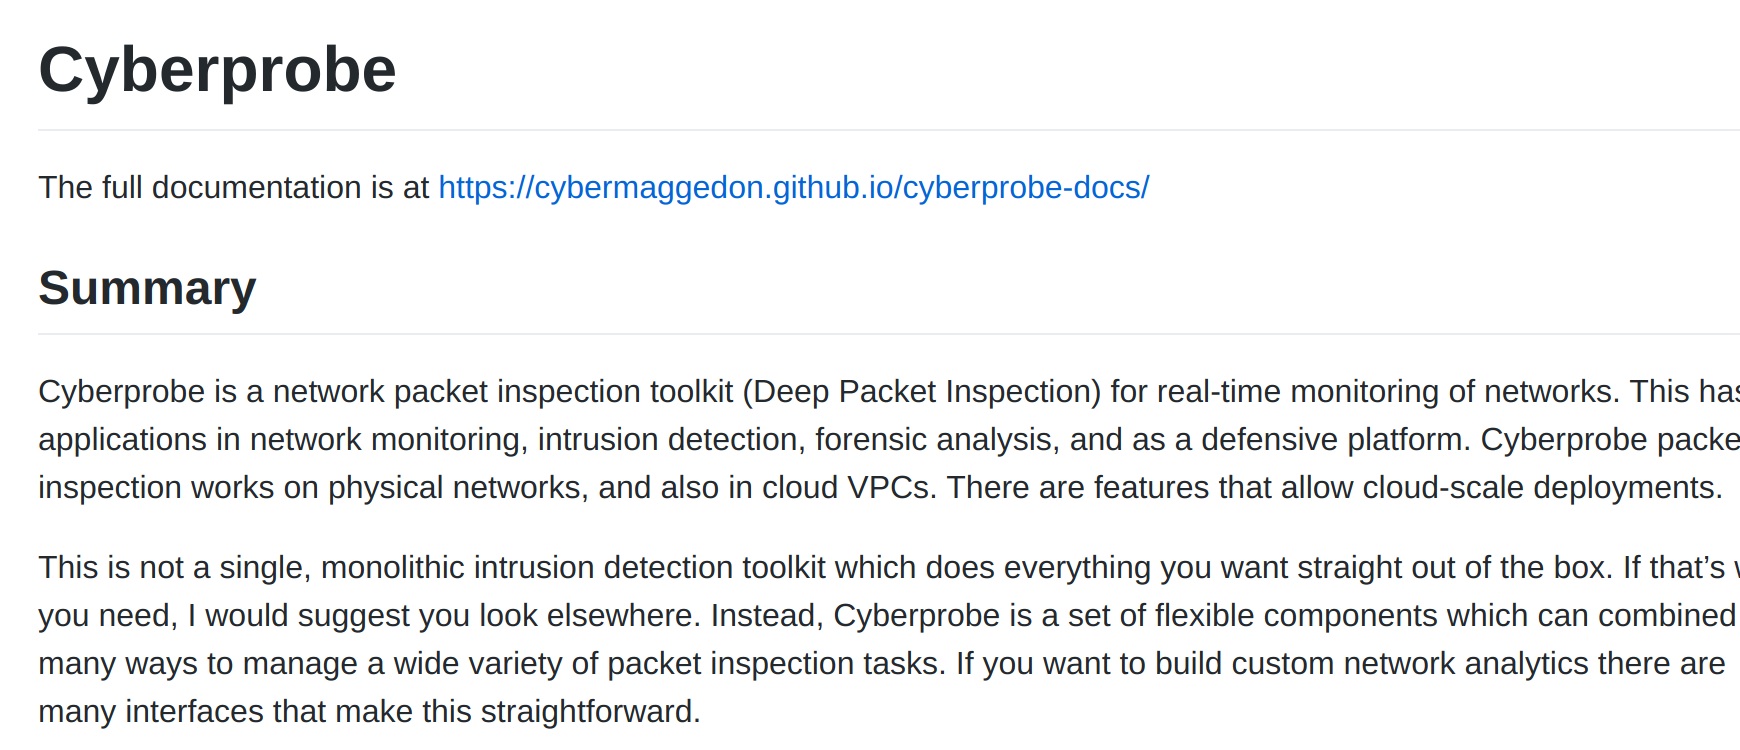 Cyberprobe
The full documentation is at https://cybermaggedon.github.io/cyberprobe-docs/
Summary
Cyberprobe is a network packet inspection toolkit (Deep Packet Inspection) for real-time monitoring of networks. This has
applications in network monitoring, intrusion detection, forensic analysis, and as a defensive platform. Cyberprobe packe
inspection works on physical networks, and also in cloud VPCs. There are features that allow cloud-scale deployments.
This is not a single, monolithic intrusion detection toolkit which does everything you want straight out of the box. If that’s
you need, I would suggest you look elsewhere. Instead, Cyberprobe is a set of flexible components which can combined
many ways to manage a wide variety of packet inspection tasks. If you want to build custom network analytics there are
many interfaces that make this straightforward.